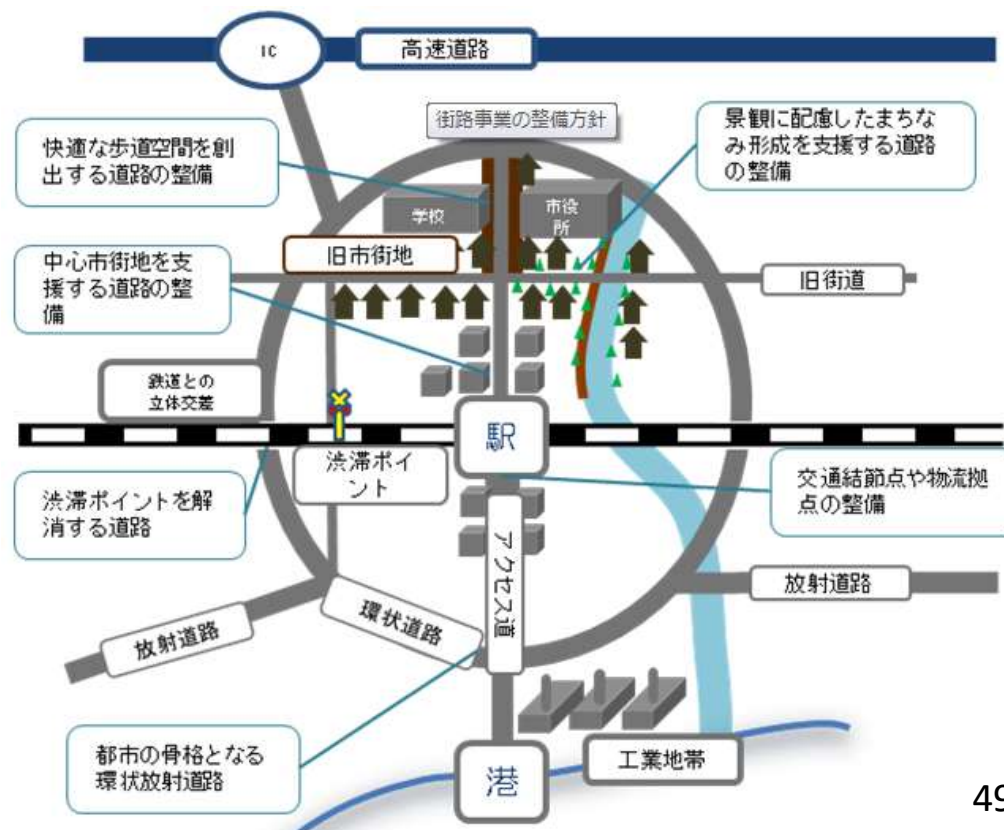 IC
高速道路
街路事業の整備方針
快適な歩道空間を創
出する道路の整備
景観に配慮したまちな
み形成を支援する道路
の整備
学校
市役
所
旧市街地
中心市街地を支
援する道路の整
備
旧街道
鉄道との
立体交差
駅
渋滞ポイ
ント
渋滞ポイントを解
消する道路
交通結節点や物流拠
点の整備
アクセス道
放射道路
環状道路
放射道路
都市の骨格となる
環状放射道路
港
工業地帯
49